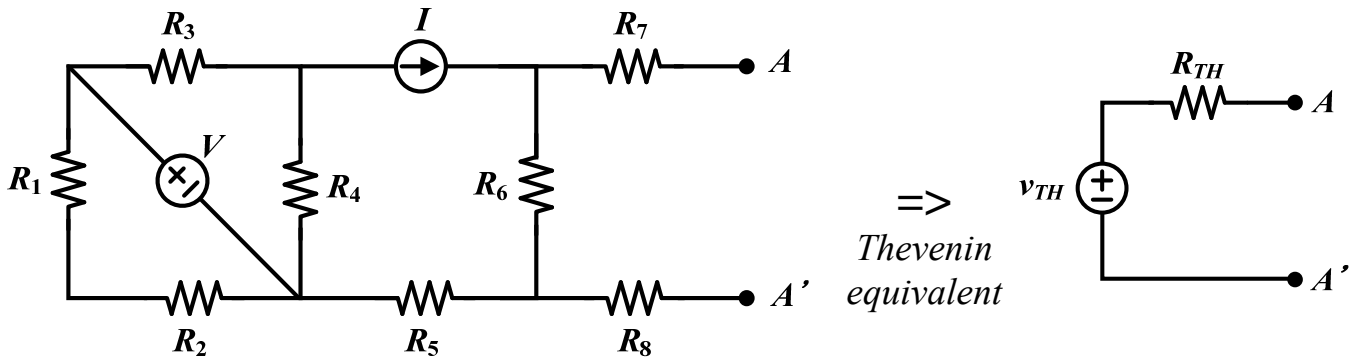 R3
I
R7
A
RTH
A
V
R1
R4
R6
vTH
+
−
=>
Thevenin
equivalent
R2
R5
R8
A’
A’